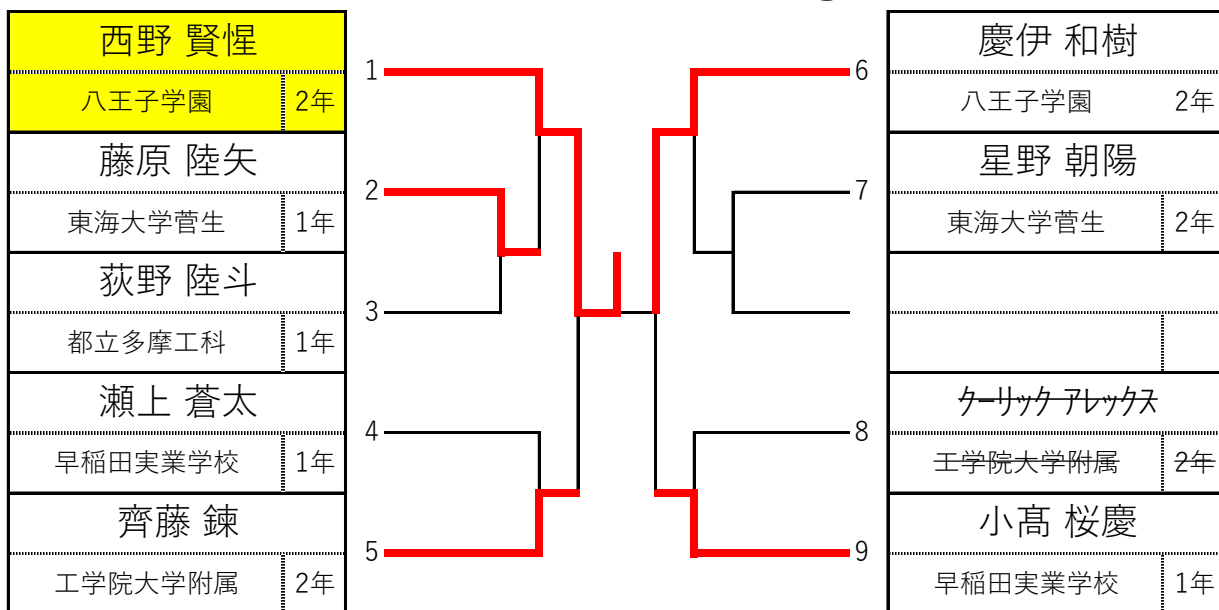 西野 賢惺
八王子学園 2年
藤原 陸矢
東海大学菅生 1年
荻野 陸斗
都立多摩工科 1年
瀬上 蒼太
早稲田実業学校 1年
齊藤 錬
工学院大学附属 2年
1
2
3
4
5
6
7
8
9
慶伊 和樹
八王子学園 2年
星野 朝陽
東海大学菅生 2年
クーリック アレックス
工学院大学附属 2年
小髙 桜慶
早稲田実業学校 1年